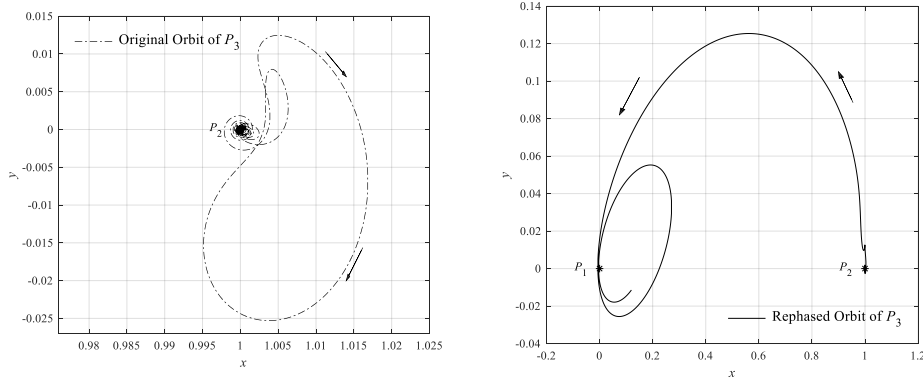 0.015
0.01
0.005
0
-0.005
-0.01
-0.015
-0.02
-0.025
y
Original Orbit of P3
P2
0.98 0.985 0.99 0.995 1 1.005 1.01 1.015 1.02 1.025
x
0.14
0.12
0.1
0.08
0.06
0.04
0.02
0
-0.02
-0.04
y
P1
P2
Rephased Orbit of P3
-0.2 0 0.2 0.4 0.6 0.8 1 1.2
x